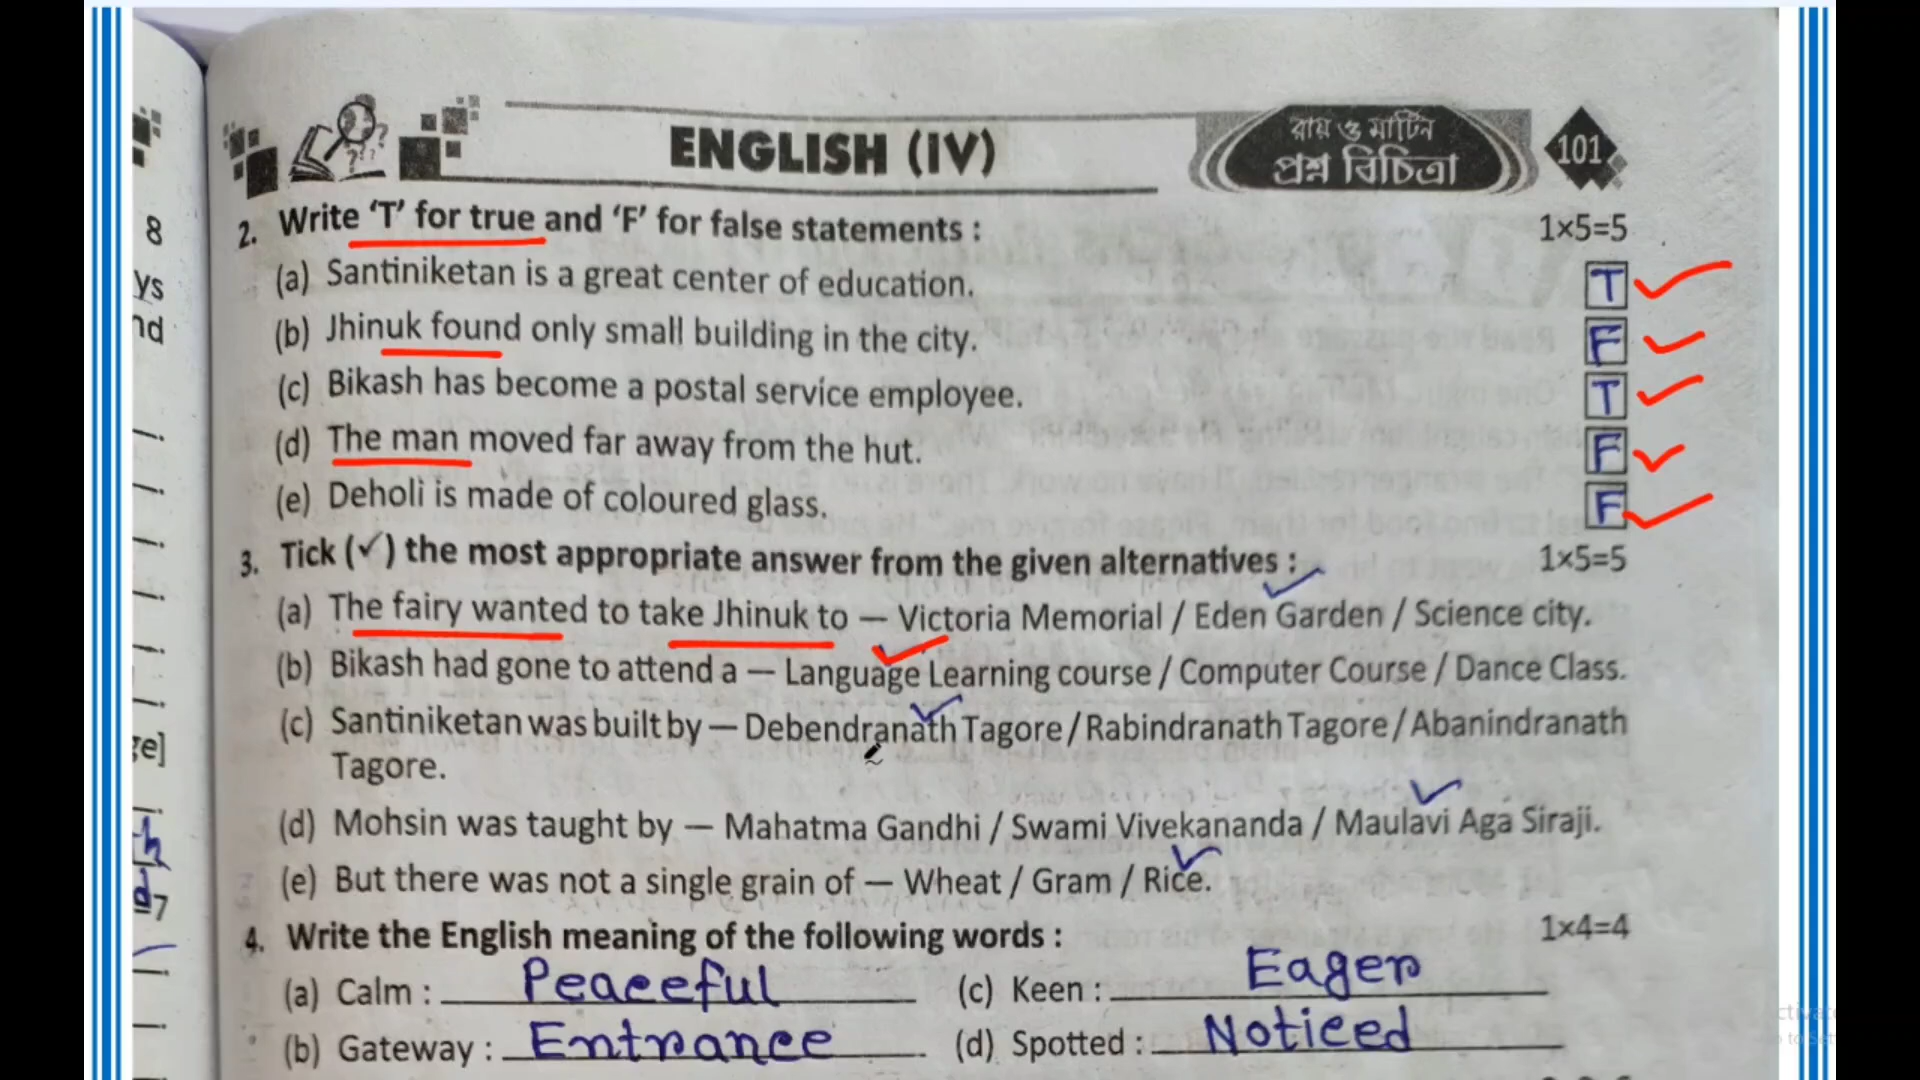 ENGLISH (IV)
রায় ও মার্টিন
প্রশ্ন বিচিত্রা
101
8
ys
nd
2. Write ‘T’ for true and ‘F’ for false statements : 1×5=5
(a) Santiniketan is a great center of education. T
(b) Jhinuk found only small building in the city. F
(c) Bikash has become a postal service employee. T
(d) The man moved far away from the hut. F
(e) Deholi is made of coloured glass. F
3. Tick (✓) the most appropriate answer from the given alternatives : 1×5=5
(a) The fairy wanted to take Jhinuk to — Victoria Memorial / Eden Garden / Science city.
(b) Bikash had gone to attend a — Language Learning course / Computer Course / Dance Class.
(c) Santiniketan was built by — Debendranath Tagore / Rabindranath Tagore / Abanindranath
Tagore.
ge]
(d) Mohsin was taught by — Mahatma Gandhi / Swami Vivekananda / Maulavi Aga Siraji.
(e) But there was not a single grain of — Wheat / Gram / Rice.
4. Write the English meaning of the following words : 1×4=4
(a) Calm : Peaceful (c) Keen : Eager
(b) Gateway : Entrance (d) Spotted : Noticed